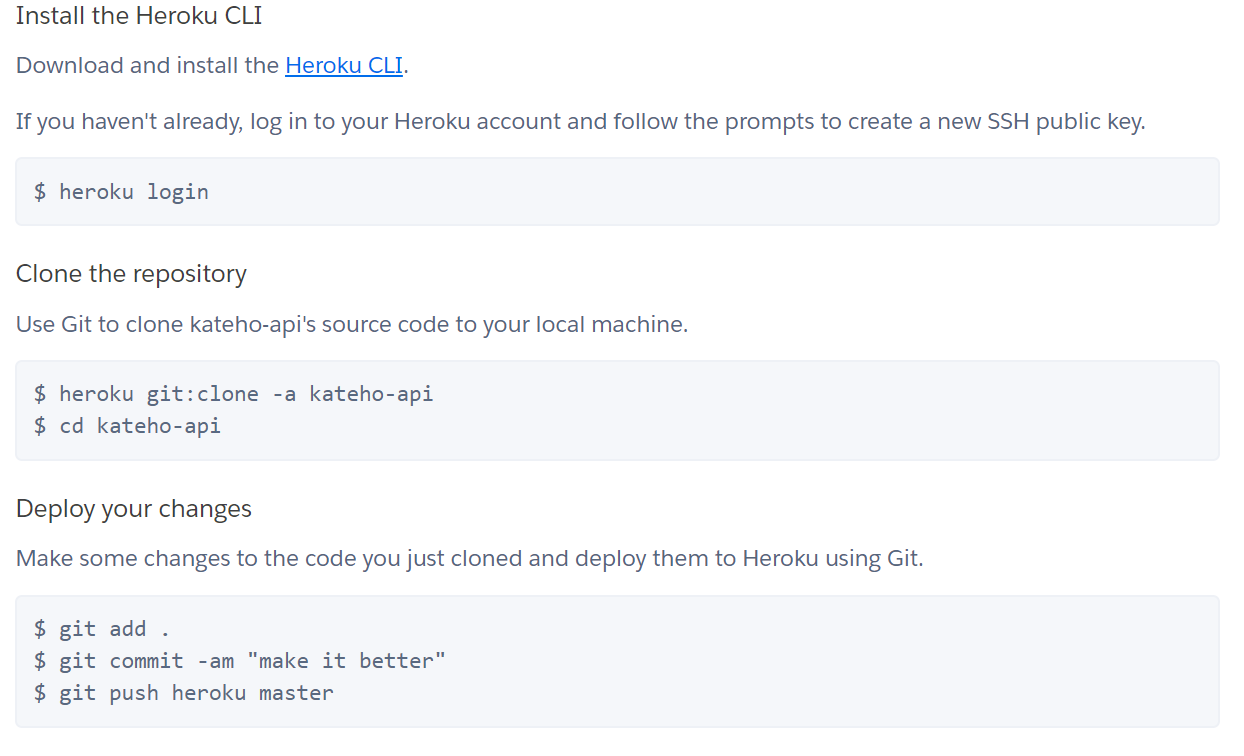 Install the Heroku CLI
Download and install the Heroku CLI.
If you haven't already, log in to your Heroku account and follow the prompts to create a new SSH public key.
$ heroku login
Clone the repository
Use Git to clone kateho-api's source code to your local machine.
$ heroku git:clone -a kateho-api
$ cd kateho-api
Deploy your changes
Make some changes to the code you just cloned and deploy them to Heroku using Git.
$ git add .
$ git commit -am "make it better"
$ git push heroku master